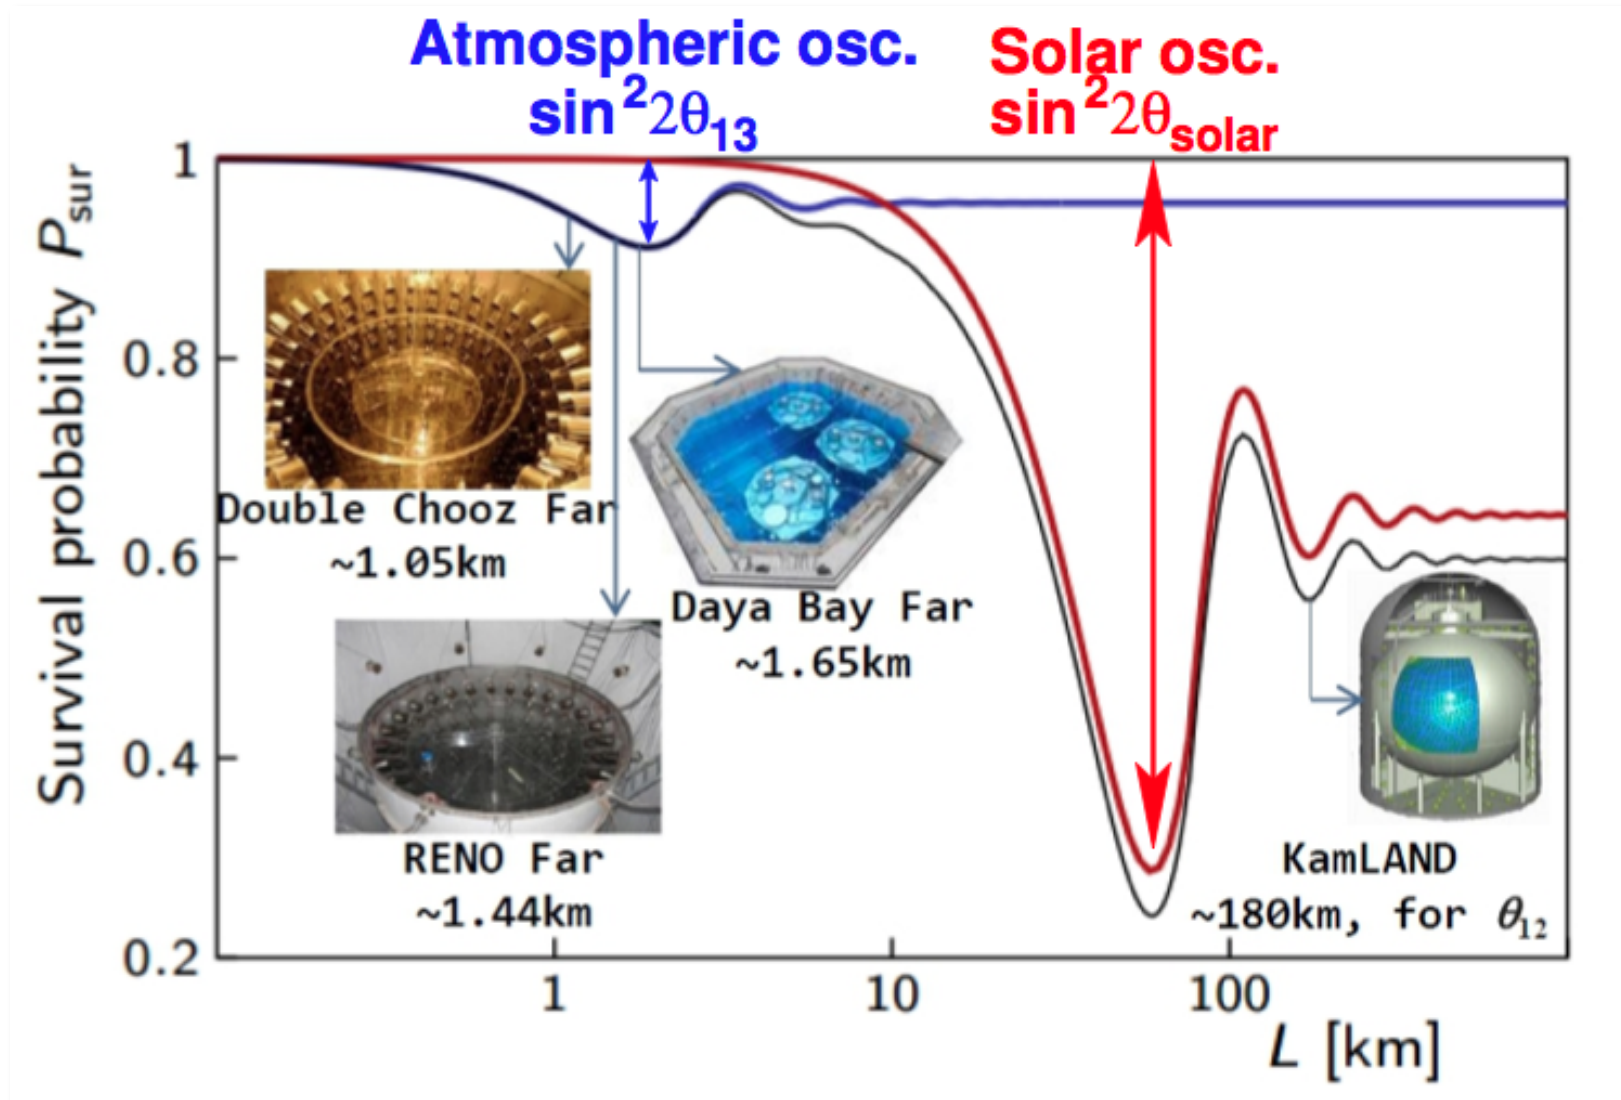 Atmospheric osc.
sin²2θ₁₃
Solar osc.
sin²2θsolar
Survival probability Psur
1
0.8
0.6
0.4
0.2
Double Chooz Far
~1.05km
Daya Bay Far
~1.65km
RENO Far
~1.44km
KamLAND
~180km, for θ₁₂
1 10 100
L [km]